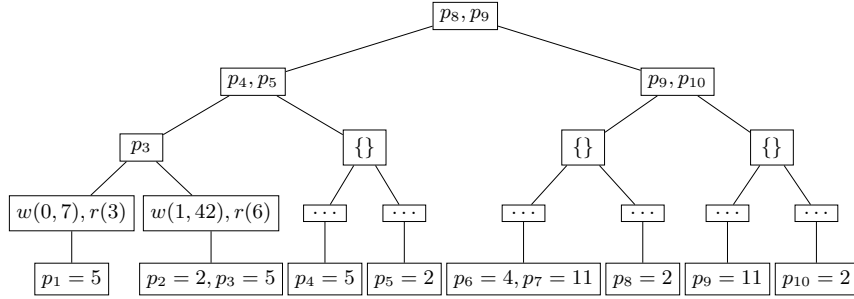 p₈, p₉
p₄, p₅
p₉, p₁₀
p₃
{}
{}
{}
w(0, 7), r(3)
w(1, 42), r(6)
···
···
···
···
···
···
p₁ = 5
p₂ = 2, p₃ = 5
p₄ = 5
p₅ = 2
p₆ = 4, p₇ = 11
p₈ = 2
p₉ = 11
p₁₀ = 2